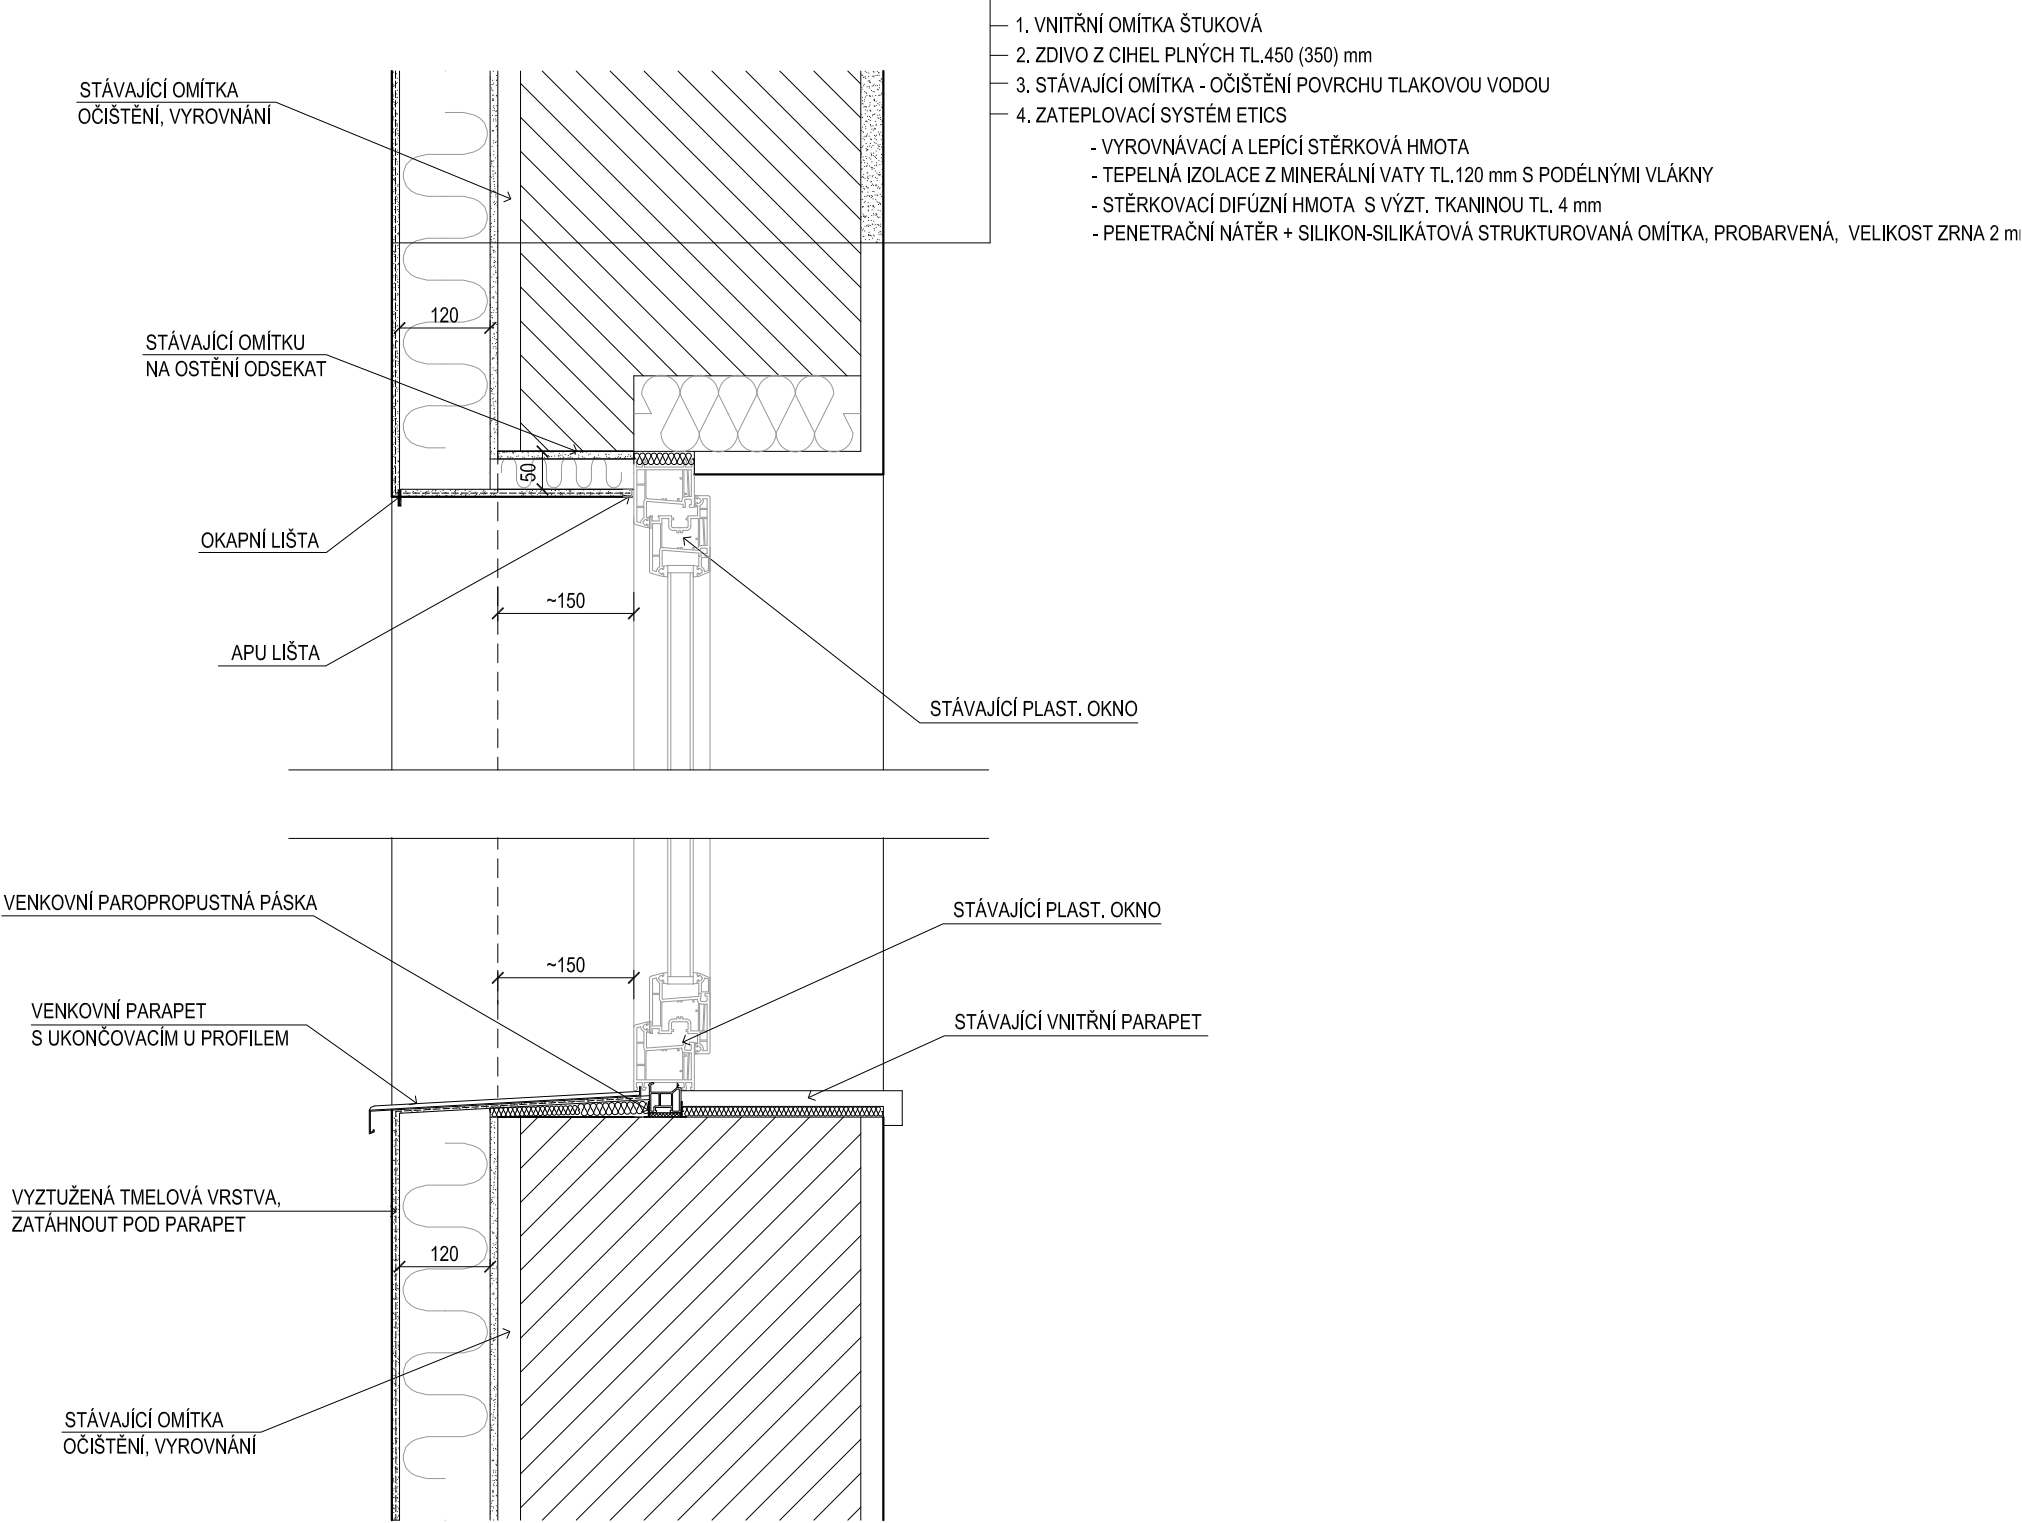 1. VNITŘNÍ OMÍTKA ŠTUKOVÁ
2. ZDIVO Z CIHEL PLNÝCH TL.450 (350) mm
3. STÁVAJÍCÍ OMÍTKA - OČIŠTĚNÍ POVRCHU TLAKOVOU VODOU
4. ZATEPLOVACÍ SYSTÉM ETICS
- VYROVNÁVACÍ A LEPÍCÍ STĚRKOVÁ HMOTA
- TEPELNÁ IZOLACE Z MINERÁLNÍ VATY TL.120 mm S PODÉLNÝMI VLÁKNY
- STĚRKOVACÍ DIFÚZNÍ HMOTA S VÝZT. TKANINOU TL. 4 mm
- PENETRAČNÍ NÁTĚR + SILIKON-SILIKÁTOVÁ STRUKTUROVANÁ OMÍTKA, PROBARVENÁ, VELIKOST ZRNA 2
STÁVAJÍCÍ OMÍTKA
OČIŠTĚNÍ, VYROVNÁNÍ
120
STÁVAJÍCÍ OMÍTKU
NA OSTĚNÍ ODSEKAT
50
OKAPNÍ LIŠTA
~150
APU LIŠTA
STÁVAJÍCÍ PLAST. OKNO
VENKOVNÍ PAROPROPUSTNÁ PÁSKA
STÁVAJÍCÍ PLAST. OKNO
~150
VENKOVNÍ PARAPET
S UKONČOVACÍM U PROFILEM
STÁVAJÍCÍ VNITŘNÍ PARAPET
VYZTUŽENÁ TMELOVÁ VRSTVA,
ZATÁHNOUT POD PARAPET
120
STÁVAJÍCÍ OMÍTKA
OČIŠTĚNÍ, VYROVNÁNÍ